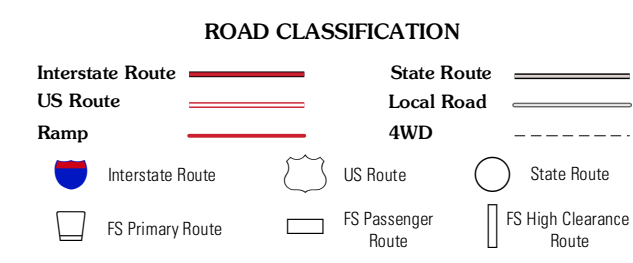 ROAD CLASSIFICATION
Interstate Route
State Route
US Route
Local Road
Ramp
4WD
Interstate Route
US Route
State Route
FS Primary Route
FS Passenger
Route
FS High Clearance
Route